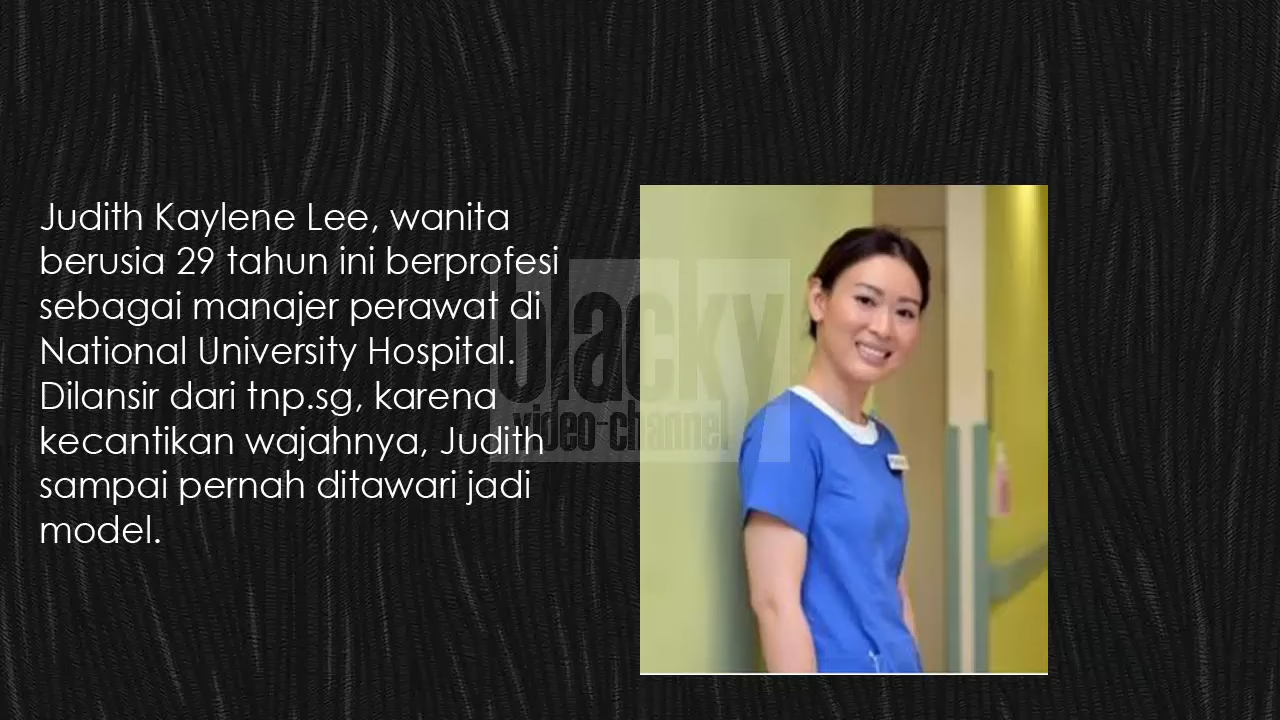 Judith Kaylene Lee, wanita
berusia 29 tahun ini berprofesi
sebagai manajer perawat di
National University Hospital.
Dilansir dari tnp.sg, karena
kecantikan wajahnya, Judith
sampai pernah ditawari jadi
model.
Ujacky
video-channel